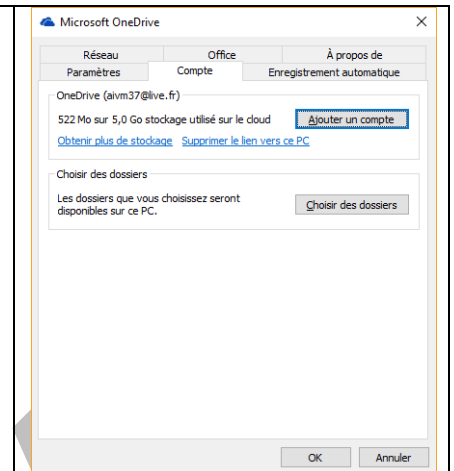 Microsoft OneDrive
Réseau Office À propos de
Paramètres Compte Enregistrement automatique
OneDrive (aivm37@live.fr)
522 Mo sur 5,0 Go stockage utilisé sur le cloud Ajouter un compte
Obtenir plus de stockage Supprimer le lien vers ce PC
Choisir des dossiers
Les dossiers que vous choisissez seront
disponibles sur ce PC. Choisir des dossiers
OK Annuler